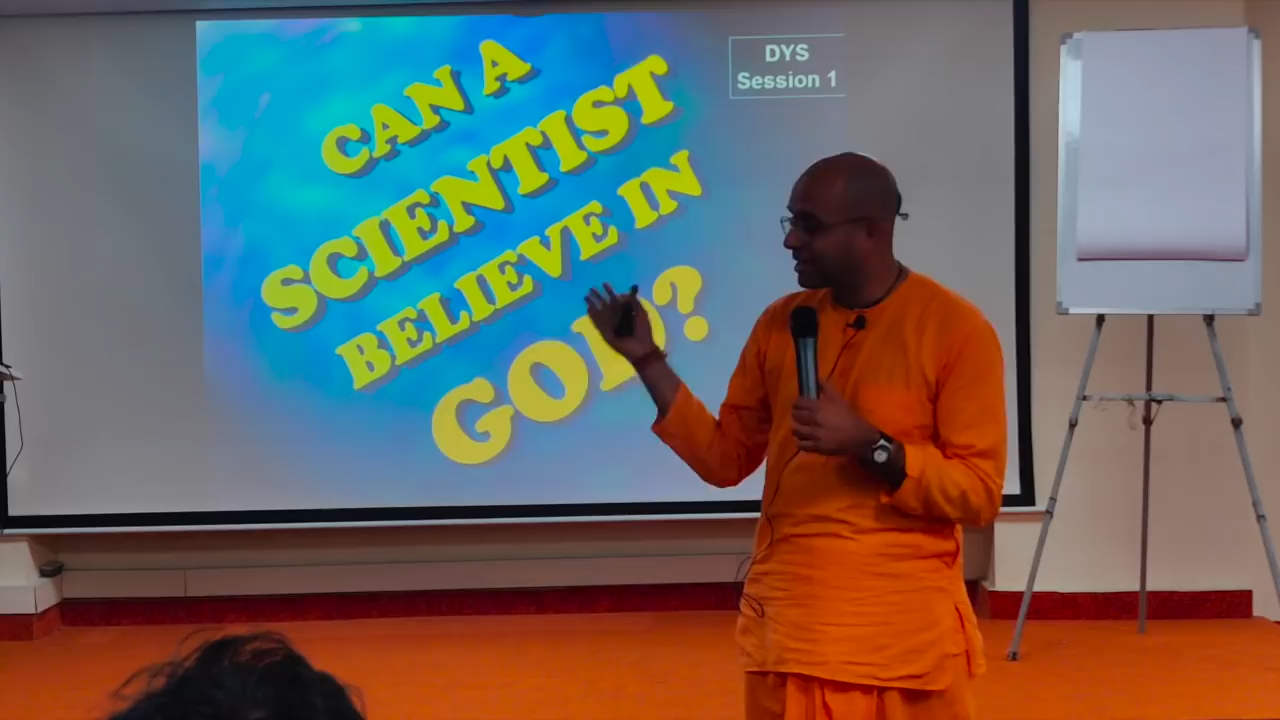 CAN A
SCIENTIST
BELIEVE IN
GOD?
DYS
Session 1